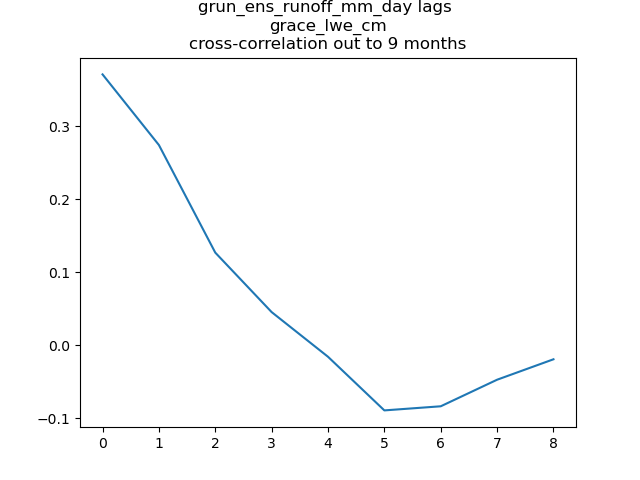 grun_ens_runoff_mm_day lags
grace_lwe_cm
cross-correlation out to 9 months
0.3
0.2
0.1
0.0
−0.1
0 1 2 3 4 5 6 7 8